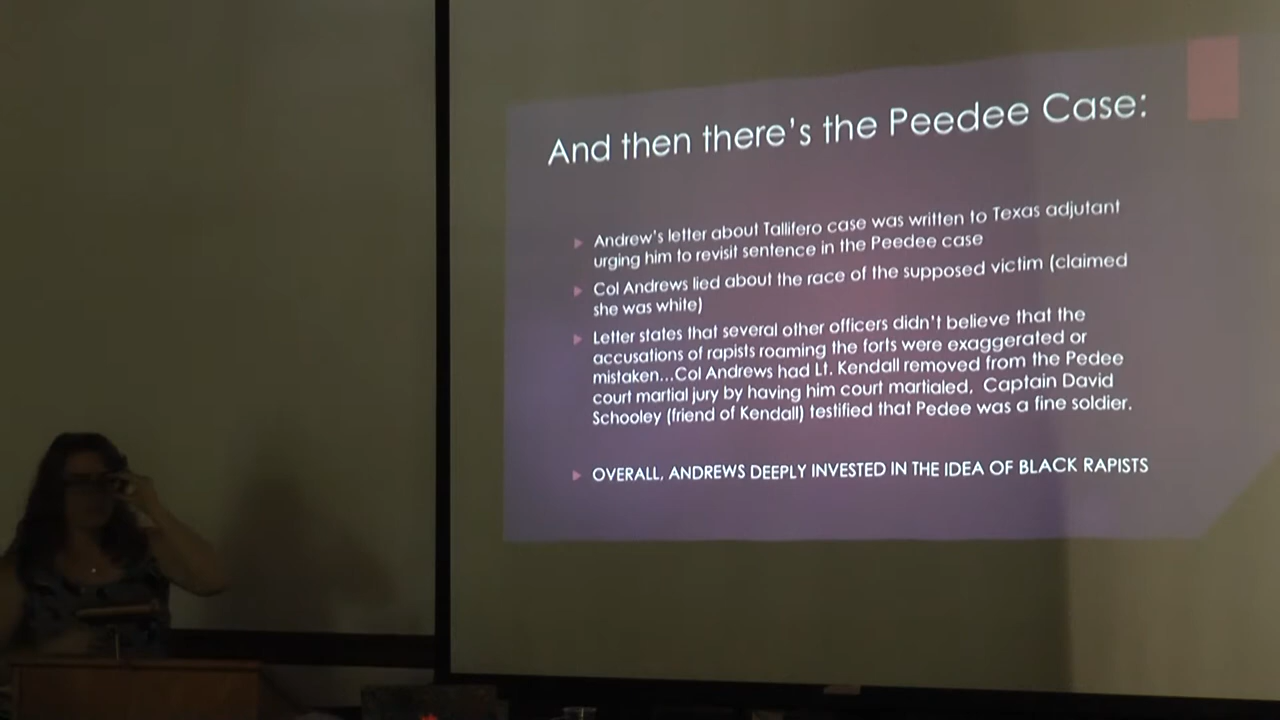 And then there's the Peedee Case:
Andrew's letter about Tallifero case was written to Texas adjutant
urging him to revisit sentence in the Peedee case
Col Andrews lied about the race of the supposed victim (claimed
she was white)
Letter states that several other officers didn't believe that the
accusations of rapists roaming the forts were exaggerated or
mistaken...Col Andrews had Lt. Kendall removed from the Pedee
court martial jury by having him court martialed, Captain David
Schooley (friend of Kendall) testified that Pedee was a fine soldier.
OVERALL, ANDREWS DEEPLY INVESTED IN THE IDEA OF BLACK RAPISTS